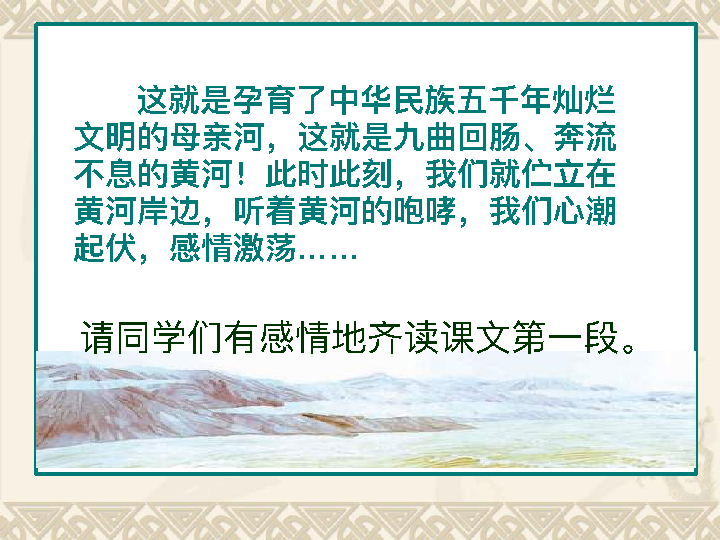 这就是孕育了中华民族五千年灿烂
文明的母亲河，这就是九曲回肠、奔流
不息的黄河！此时此刻，我们就伫立在
黄河岸边，听着黄河的咆哮，我们心潮
起伏，感情激荡……
请同学们有感情地齐读课文第一段。